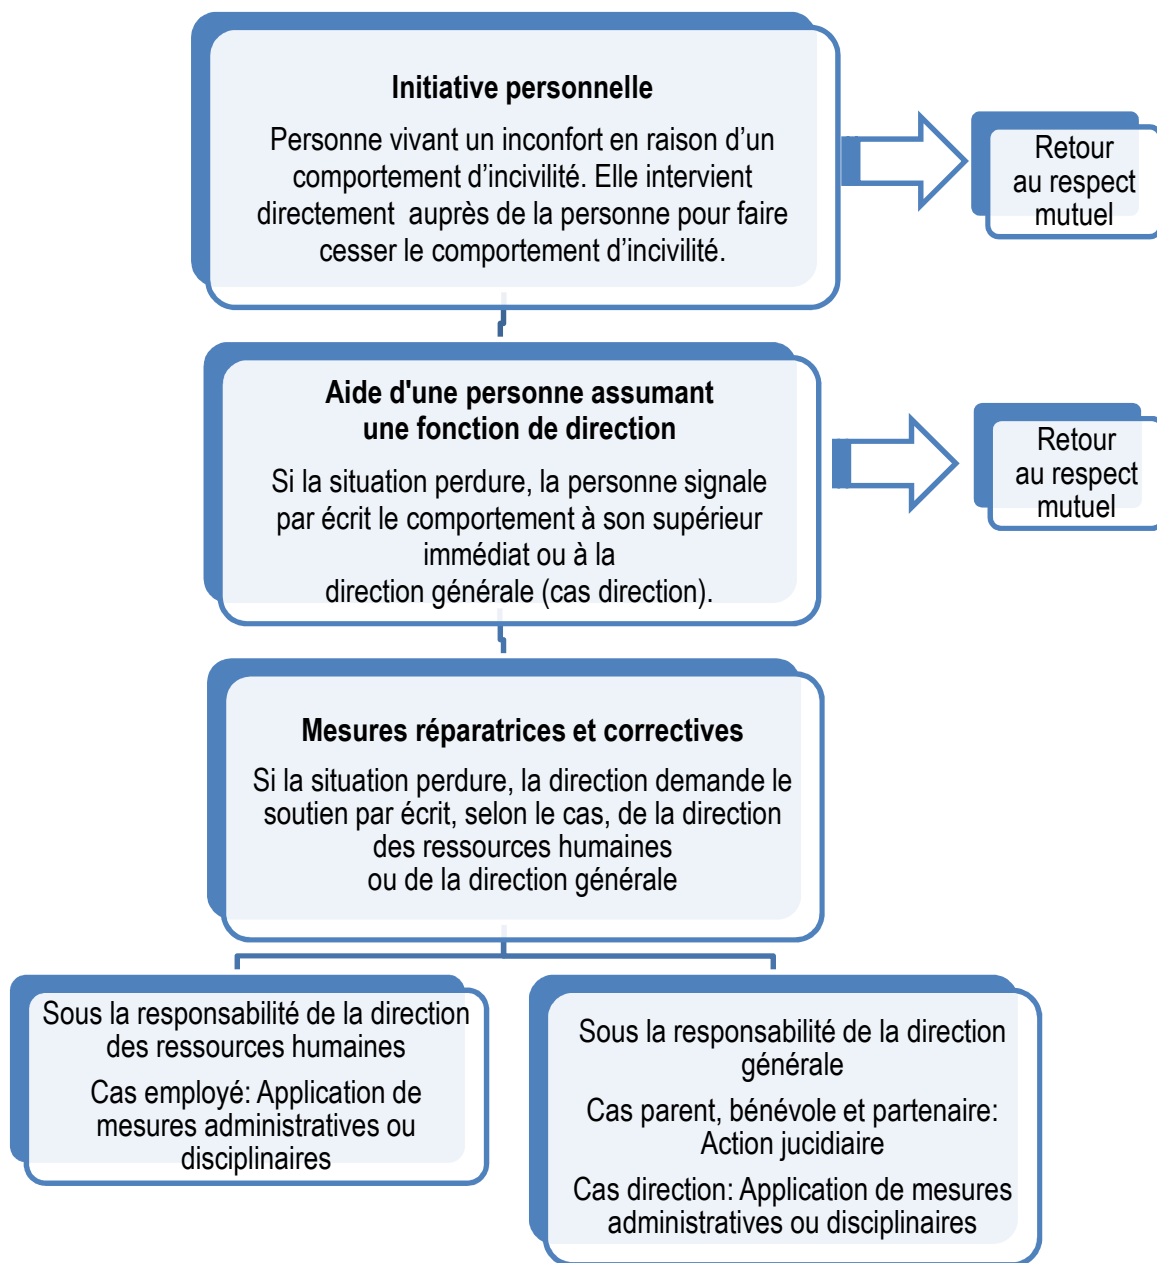 Initiative personnelle
Personne vivant un inconfort en raison d’un
comportement d’incivilité. Elle intervient
directement  auprès de la personne pour faire
cesser le comportement d’incivilité.
Retour
au respect
mutuel
Aide d'une personne assumant
une fonction de direction
Si la situation perdure, la personne signale
par écrit le comportement à son supérieur
immédiat ou à la
direction générale (cas direction).
Retour
au respect
mutuel
Mesures réparatrices et correctives
Si la situation perdure, la direction demande le
soutien par écrit, selon le cas, de la direction
des ressources humaines
ou de la direction générale
Sous la responsabilité de la direction
des ressources humaines
Cas employé: Application de
mesures administratives ou
disciplinaires
Sous la responsabilité de la direction
générale
Cas parent, bénévole et partenaire:
Action jucidiaire
Cas direction: Application de mesures
administratives ou disciplinaires